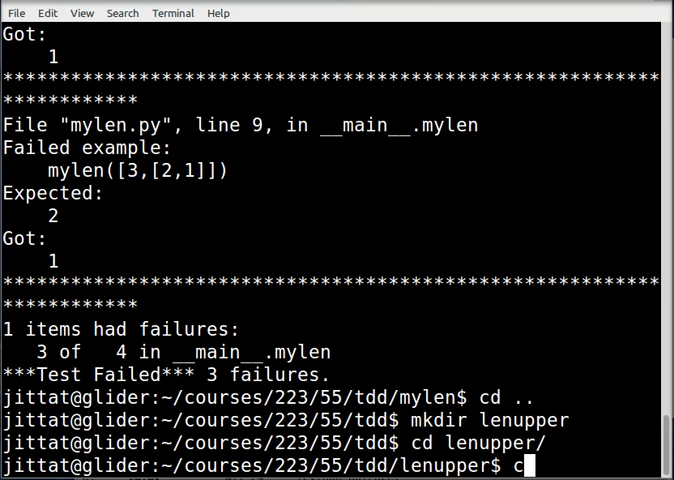 File Edit View Search Terminal Help
Got:
    1
**********************************************************
************
File "mylen.py", line 9, in __main__.mylen
Failed example:
    mylen([3,[2,1]])
Expected:
    2
Got:
    1
**********************************************************
************
1 items had failures:
   3 of   4 in __main__.mylen
***Test Failed*** 3 failures.
jittat@glider:~/courses/223/55/tdd/mylen$ cd ..
jittat@glider:~/courses/223/55/tdd$ mkdir lenupper
jittat@glider:~/courses/223/55/tdd$ cd lenupper/
jittat@glider:~/courses/223/55/tdd/lenupper$ c